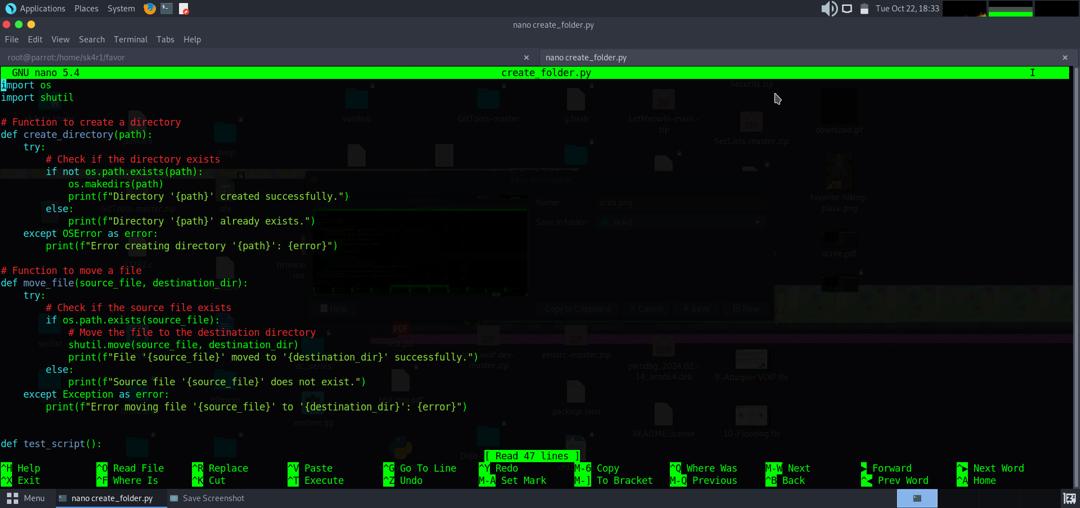 Applications Places System Tue Oct 22, 18:33
nano create_folder.py
File Edit View Search Terminal Tabs Help
root@parrot:/home/sk4r1/favor × nano create_folder.py ×
GNU nano 5.4 create_folder.py
import os
import shutil
# Function to create a directory
def create_directory(path):
try:
# Check if the directory exists
if not os.path.exists(path):
os.makedirs(path)
print(f"Directory '{path}' created successfully.")
else:
print(f"Directory '{path}' already exists.")
except OSError as error:
print(f"Error creating directory '{path}': {error}")
# Function to move a file
def move_file(source_file, destination_dir):
try:
# Check if the source file exists
if os.path.exists(source_file):
# Move the file to the destination directory
shutil.move(source_file, destination_dir)
print(f"File '{source_file}' moved to '{destination_dir}' successfully.")
else:
print(f"Source file '{source_file}' does not exist.")
except Exception as error:
print(f"Error moving file '{source_file}' to '{destination_dir}': {error}")
def test_script():
[ Read 47 lines ]
^H Help ^O Read File ^R Replace ^V Paste ^G Go To Line ^Y Redo M-6 Copy ^Q Where Was M-W Next Forward Next Word
^X Exit ^F Where Is ^K Cut ^T Execute ^Z Undo M-A Set Mark M-] To Bracket M-Q Previous ^B Back Prev Word ^A Home
Menu nano create_folder.py Save Screenshot